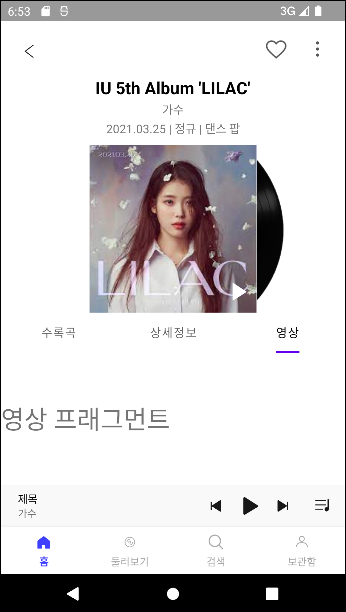 6:53
3G
IU 5th Album 'LILAC'
가수
2021.03.25 | 정규 | 댄스 팝
2021.03.25
LILAC
수록곡
상세정보
영상
영상 프래그먼트
제목
가수
홈
둘러보기
검색
보관함